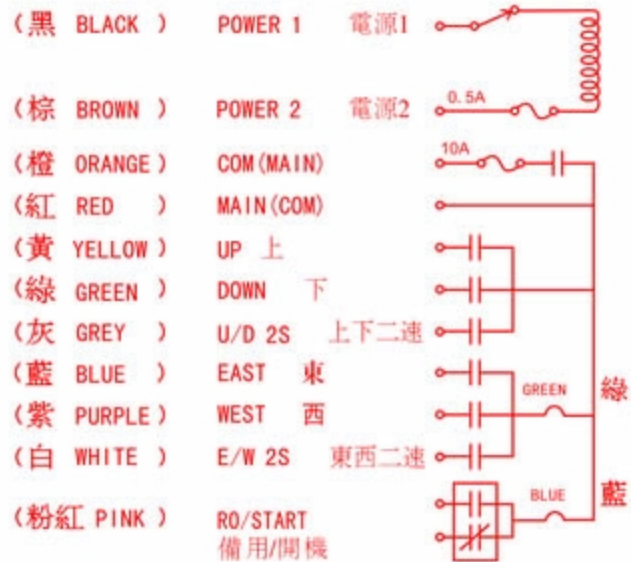 (黑 BLACK ) POWER 1 電源1
(棕 BROWN ) POWER 2 電源2 0.5A
(橙 ORANGE) COM(MAIN) 10A
(紅 RED ) MAIN(COM)
(黃 YELLOW) UP 上
(綠 GREEN ) DOWN 下
(灰 GREY ) U/D 2S 上下二速
(藍 BLUE ) EAST 東 GREEN 綠
(紫 PURPLE) WEST 西
(白 WHITE ) E/W 2S 東西二速
BLUE 藍
(粉紅 PINK ) RO/START
備用/開機